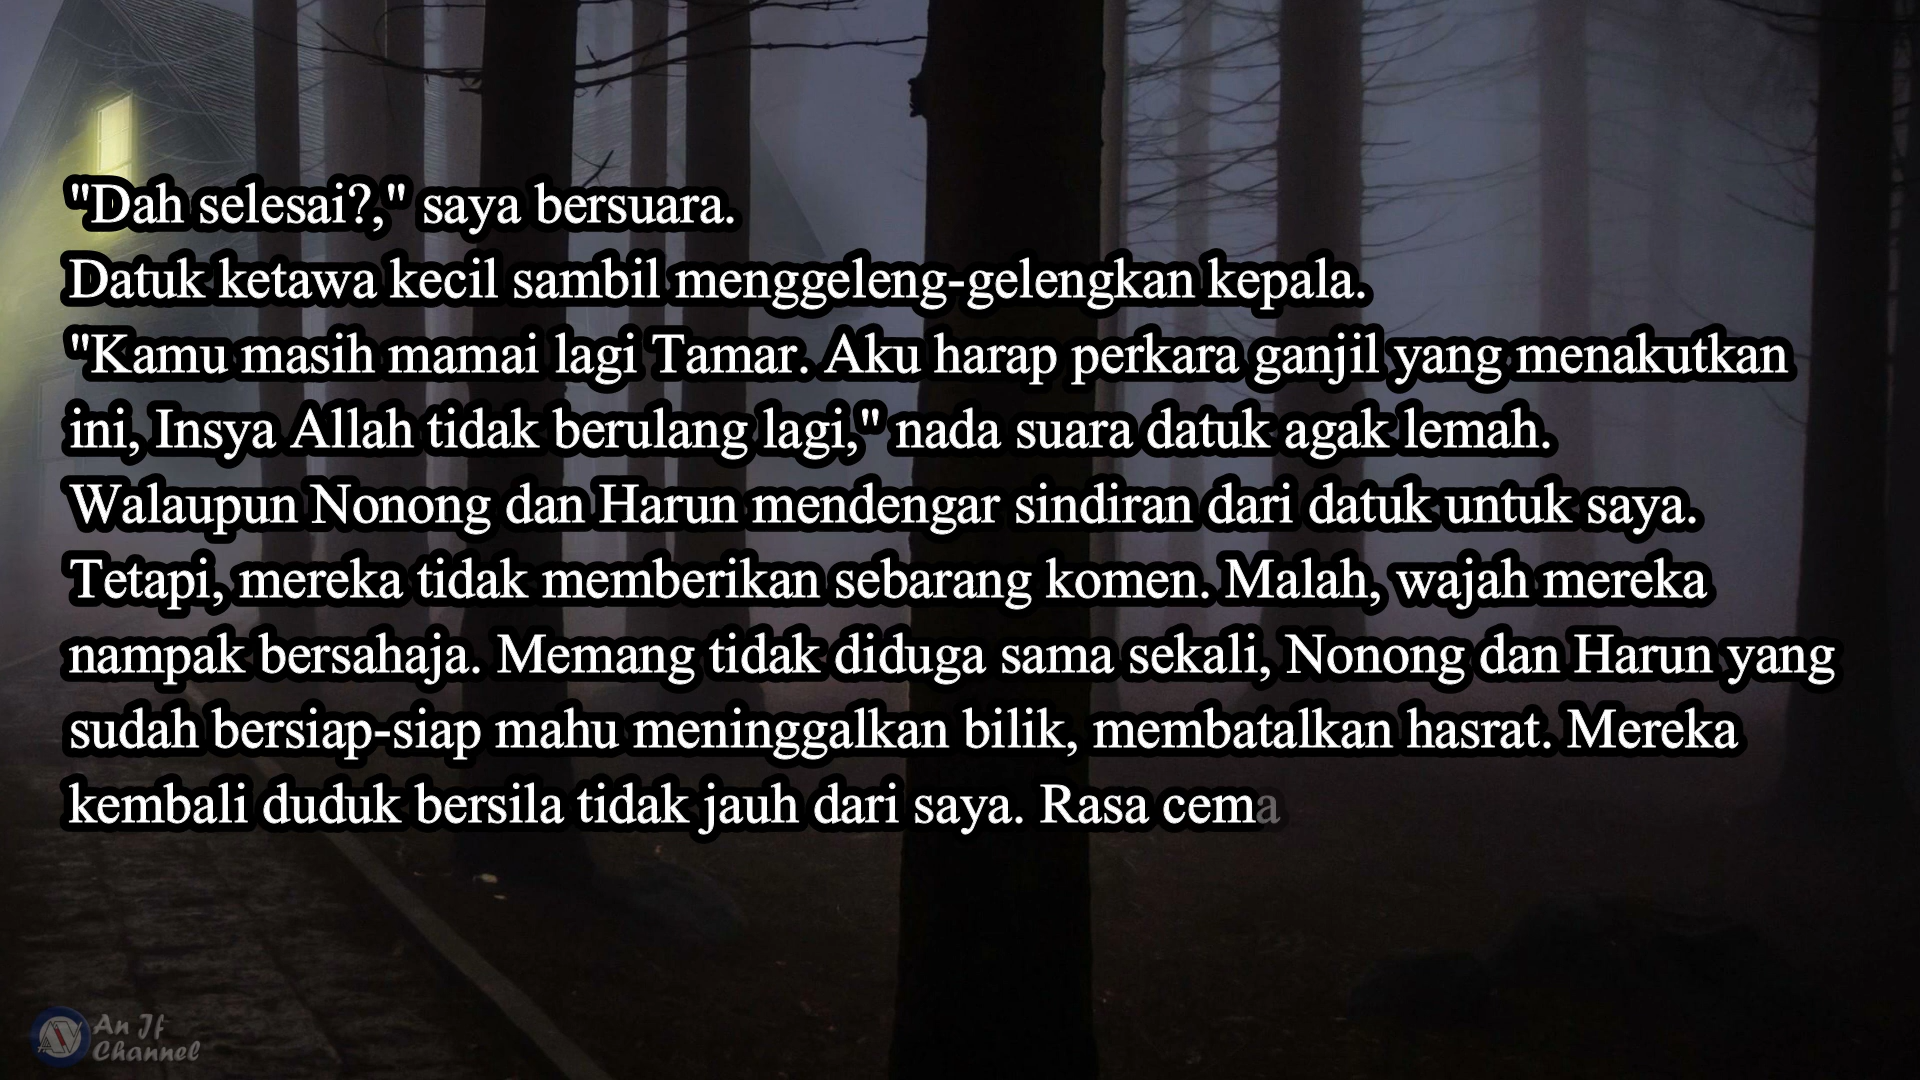 "Dah selesai?," saya bersuara.
Datuk ketawa kecil sambil menggeleng-gelengkan kepala.
"Kamu masih mamai lagi Tamar. Aku harap perkara ganjil yang menakutkan
ini, Insya Allah tidak berulang lagi," nada suara datuk agak lemah.
Walaupun Nonong dan Harun mendengar sindiran dari datuk untuk saya.
Tetapi, mereka tidak memberikan sebarang komen. Malah, wajah mereka
nampak bersahaja. Memang tidak diduga sama sekali, Nonong dan Harun yang
sudah bersiap-siap mahu meninggalkan bilik, membatalkan hasrat. Mereka
kembali duduk bersila tidak jauh dari saya. Rasa cema
An If
Channel